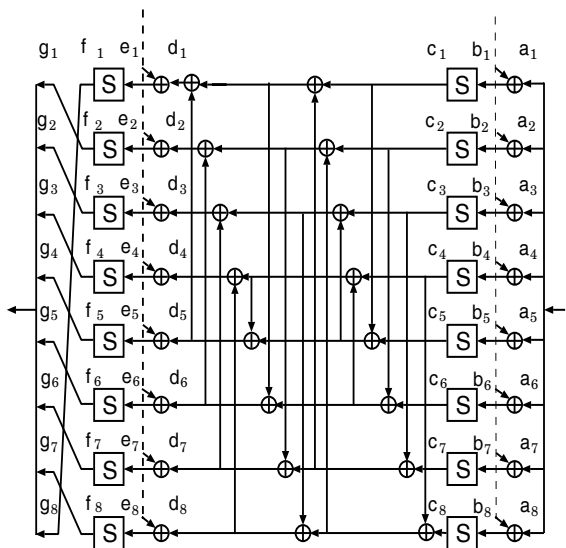 g1 f1 e1 d1 c1 b1 a1
S S
g2 f2 e2 d2 c2 b2 a2
S S
g3 f3 e3 d3 c3 b3 a3
S S
g4 f4 e4 d4 c4 b4 a4
S S
g5 f5 e5 d5 c5 b5 a5
S S
g6 f6 e6 d6 c6 b6 a6
S S
g7 f7 e7 d7 c7 b7 a7
S S
g8 f8 e8 d8 c8 b8 a8
S S